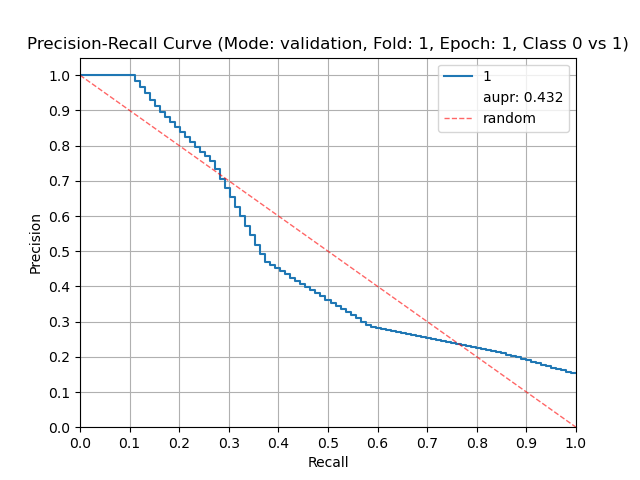 Precision-Recall Curve (Mode: validation, Fold: 1, Epoch: 1, Class 0 vs 1)
1
aupr: 0.432
random
Precision
1.0
0.9
0.8
0.7
0.6
0.5
0.4
0.3
0.2
0.1
0.0
0.0 0.1 0.2 0.3 0.4 0.5 0.6 0.7 0.8 0.9 1.0
Recall